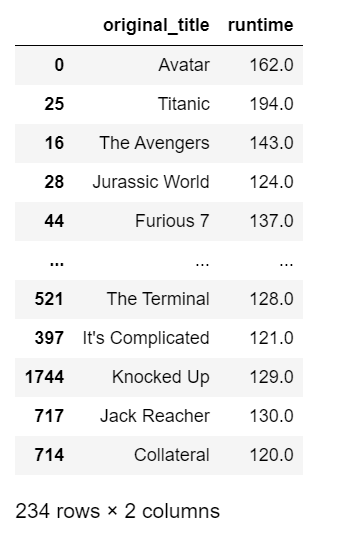 original_title runtime
0 Avatar 162.0
25 Titanic 194.0
16 The Avengers 143.0
28 Jurassic World 124.0
44 Furious 7 137.0
... ... ...
521 The Terminal 128.0
397 It's Complicated 121.0
1744 Knocked Up 129.0
717 Jack Reacher 130.0
714 Collateral 120.0
234 rows × 2 columns